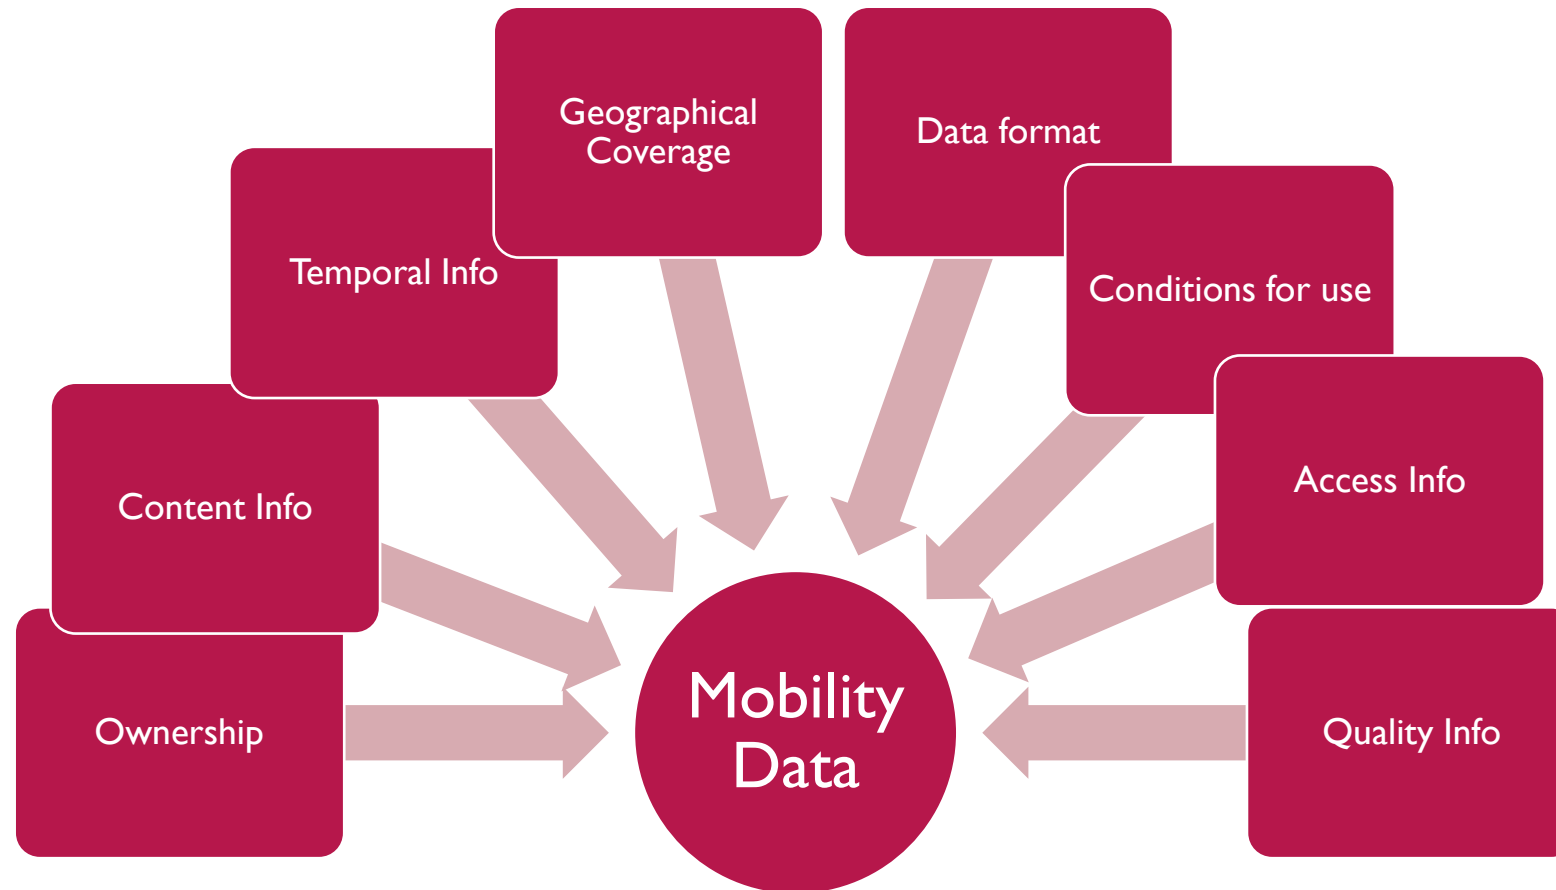 Geographical
Coverage
Data format
Temporal Info
Conditions for use
Content Info
Access Info
Ownership
Mobility
Data
Quality Info